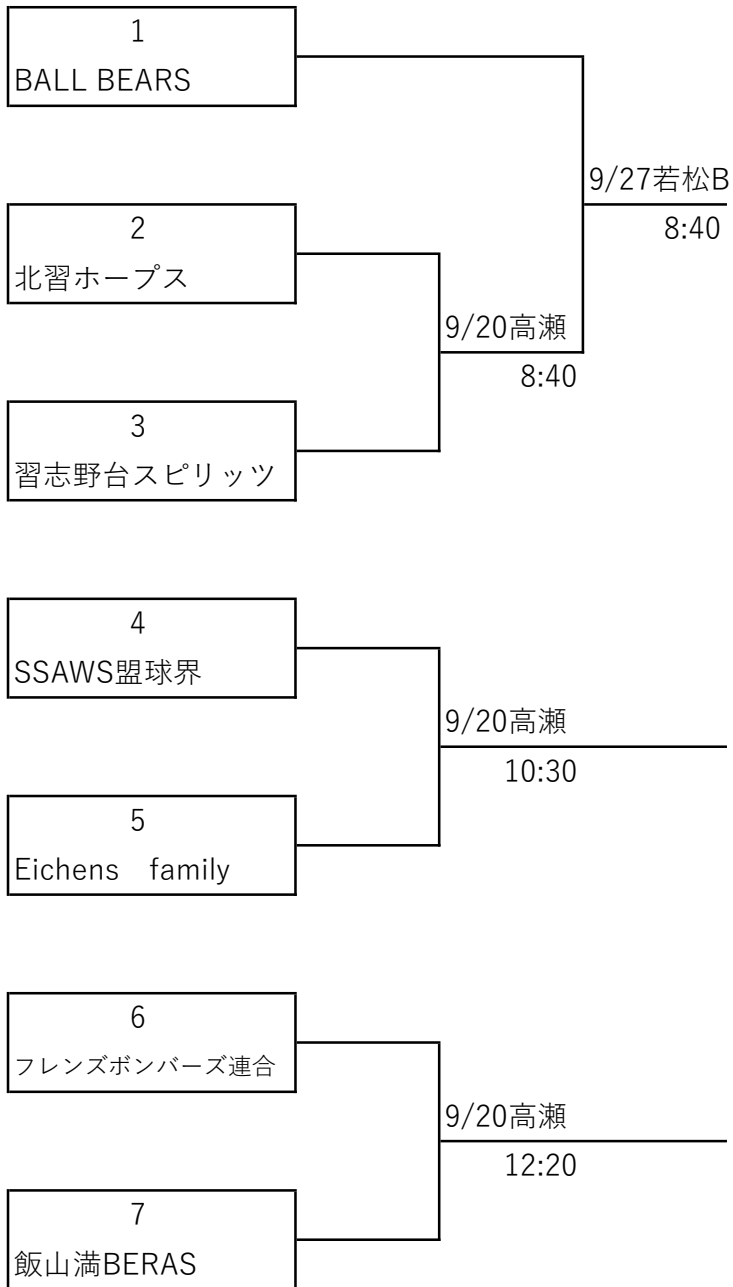 1
BALL BEARS
9/27若松B
8:40
2
北習ホープス
9/20高瀬
8:40
3
習志野台スピリッツ
4
SSAWS盟球界
9/20高瀬
10:30
5
Eichens　family
6
フレンズボンバーズ連合
9/20高瀬
12:20
7
飯山満BERAS